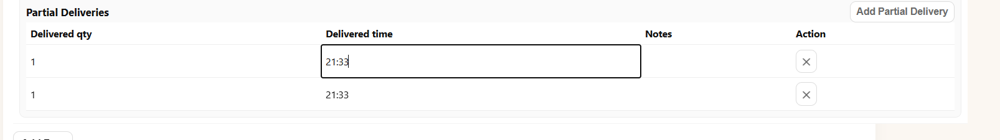 Partial Deliveries Add Partial Delivery
Delivered qty Delivered time Notes Action
1 21:33
1 21:33